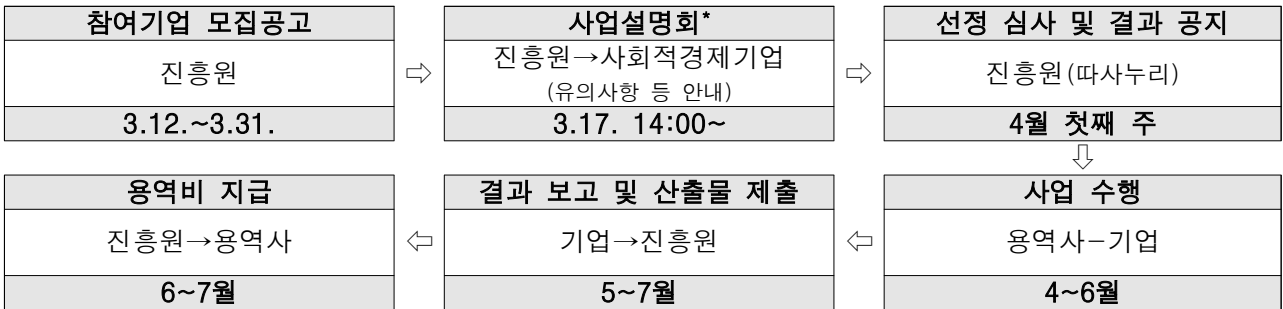 참여기업 모집공고
진흥원
3.12.~3.31.
⇨
사업설명회*
진흥원→사회적경제기업
(유의사항 등 안내)
3.17. 14:00~
⇨
선정 심사 및 결과 공지
진흥원(따사누리)
4월 첫째 주
⇩
사업 수행
용역사-기업
4~6월
⇦
결과 보고 및 산출물 제출
기업→진흥원
5~7월
⇦
용역비 지급
진흥원→용역사
6~7월